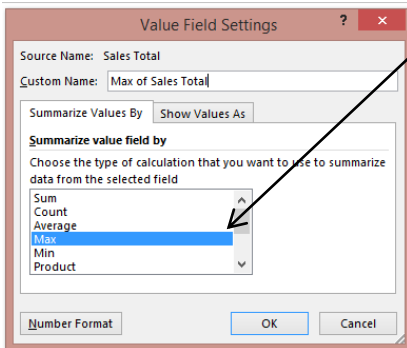 Value Field Settings ? ×
Source Name: Sales Total
Custom Name: Max of Sales Total
Summarize Values By Show Values As
Summarize value field by
Choose the type of calculation that you want to use to summarize
data from the selected field
Sum
Count
Average
Max
Min
Product
Number Format OK Cancel